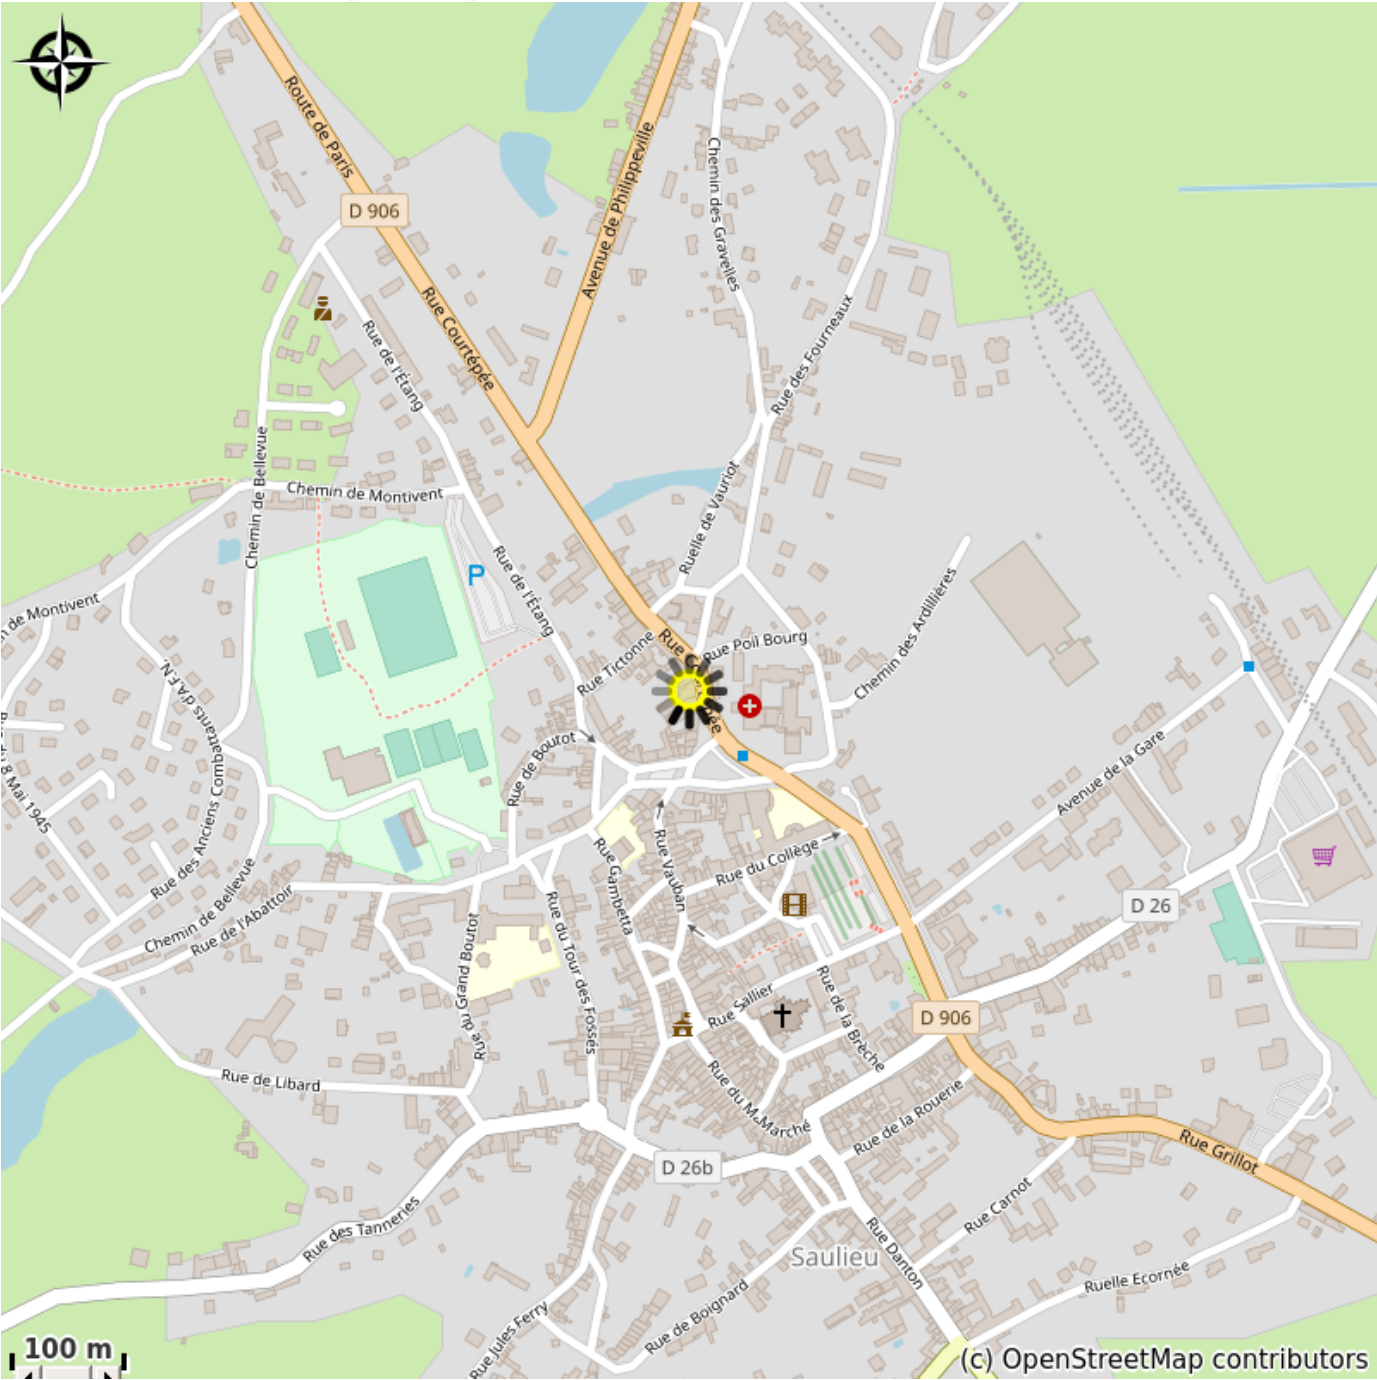 Route de Paris
D 906
Avenue de Philippeville
Chemin des Gravelles
Rue Courtépée
Rue de l'Étang
Rue des Fourneaux
Chemin de Bellevue
Chemin de Montivent
Ruelle de Vauriot
P
Rue de l'Étang
Chemin des Ardillières
de Montivent
Rue Tictonne
Rue Poil Bourg
d'A.F.N.
Rue des Anciens Combattants
du 8 Mai 1945
Rue de Boutot
Avenue de la Gare
Rue Vauban
Rue du Collège
Rue Gambetta
Chemin de Bellevue
Rue de l'Abattoir
D 26
Rue du Grand Boutot
Rue du Tour des Fossés
Rue Sallier
Rue de la Brèche
D 906
Rue de Libard
Rue du M
Marché
Rue de la Rouerie
D 26b
Rue Grillot
Rue des Tanneries
Rue Carnot
Rue Danton
Saulieu
Ruelle Ecornée
Rue de Boignard
Rue Jules Ferry
100 m
(c) OpenStreetMap contributors